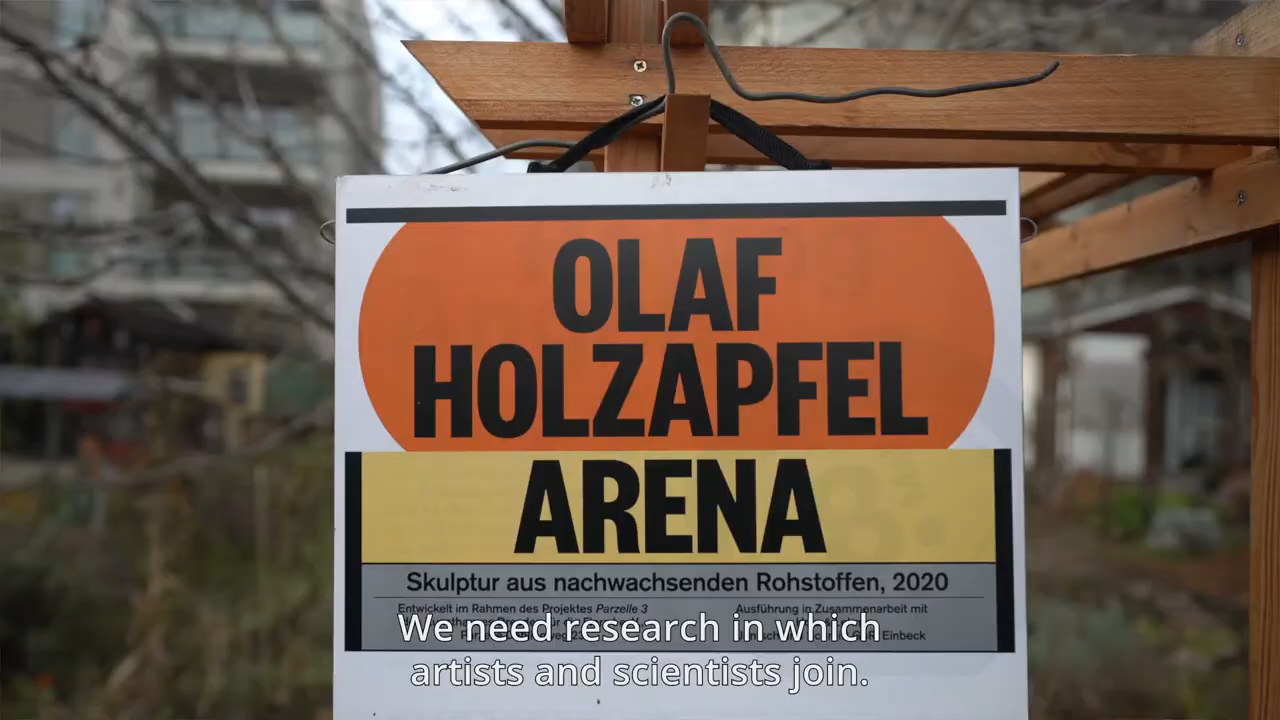 OLAF
HOLZAPFEL
ARENA
Skulptur aus nachwachsenden Rohstoffen, 2020
Entwickelt im Rahmen des Projektes Parzelle 3
Ausführung in Zusammenarbeit mit
Einbeck
We need research in which
artists and scientists join.